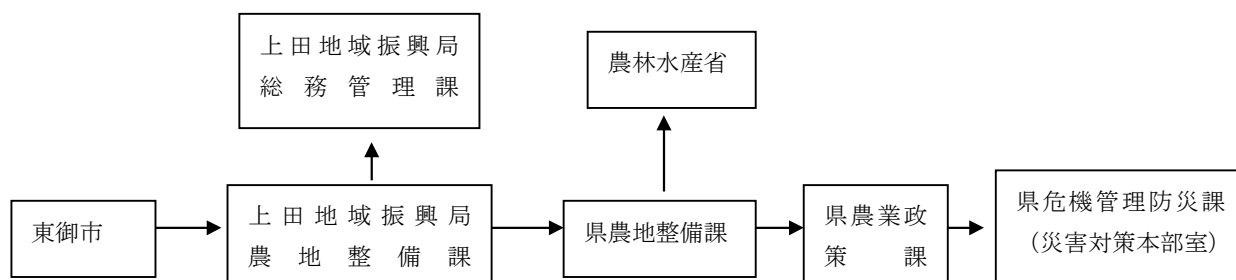 上田地域振興局
総務管理課
農林水産省
東御市
上田地域振興局
農地整備課
県農地整備課
県農業政
策課
県危機管理防災課
（災害対策本部室）